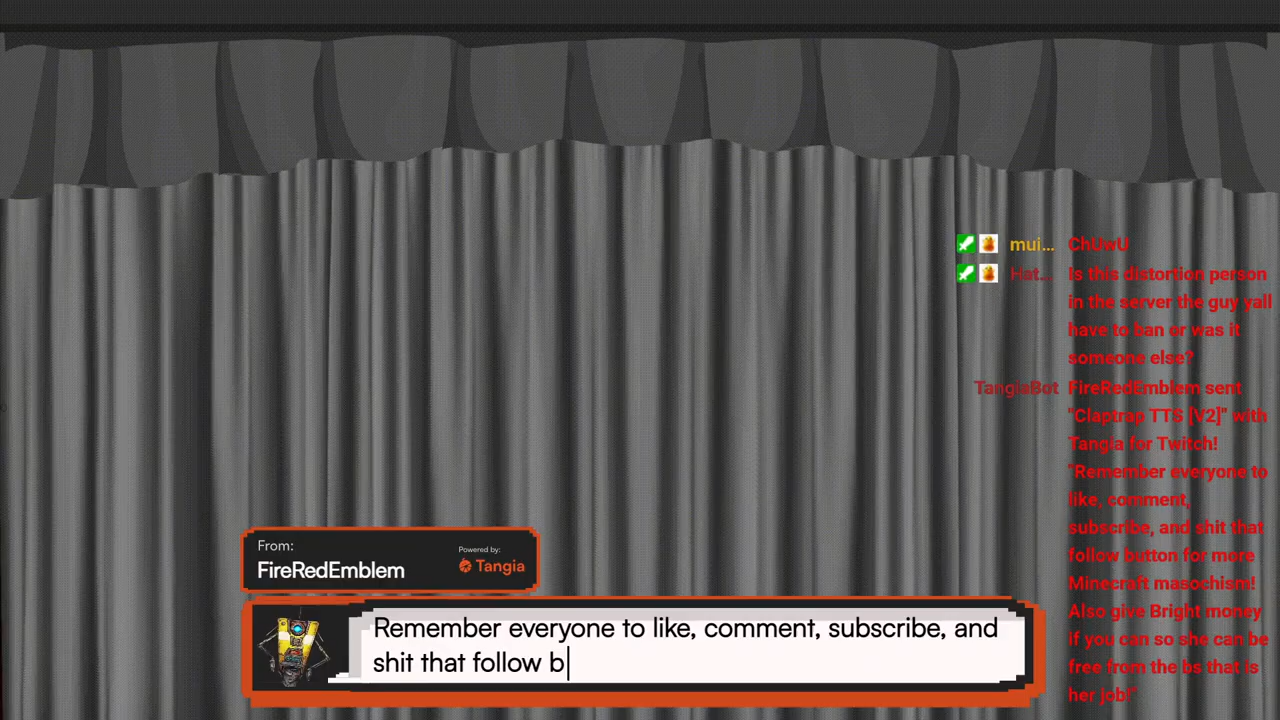 mui... ChUwU
Hat... Is this distortion person
in the server the guy yall
have to ban or was it
someone else?
TangiaBot FireRedEmblem sent
"Claptrap TTS [V2]" with
Tangia for Twitch!
"Remember everyone to
like, comment,
subscribe, and shit that
follow button for more
Minecraft masochism!
Also give Bright money
if you can so she can be
free from the bs that is
her job!"
From:
FireRedEmblem
Powered by:
Tangia
Remember everyone to like, comment, subscribe, and
shit that follow b